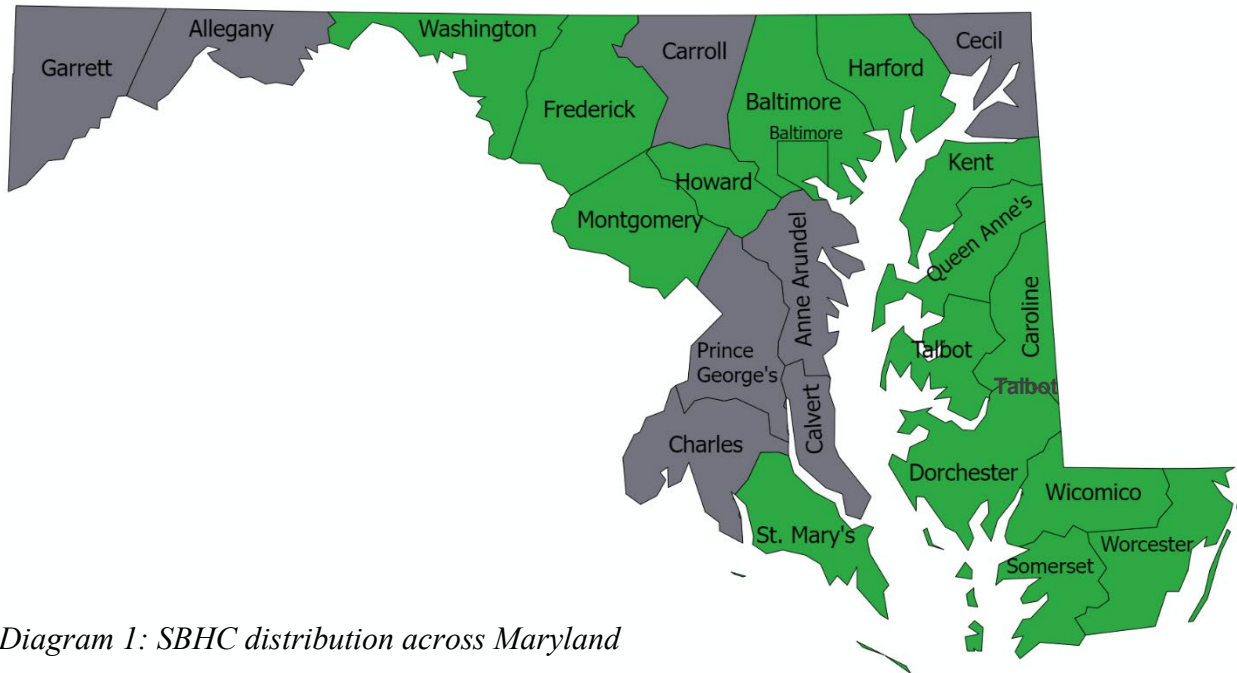 Garrett
Allegany
Washington
Frederick
Carroll
Baltimore
Baltimore
Harford
Cecil
Howard
Montgomery
Kent
Queen Anne's
Anne Arundel
Caroline
Talbot
Talbot
Prince
George's
Calvert
Charles
Dorchester
Wicomico
St. Mary's
Somerset
Worcester
Diagram 1: SBHC distribution across Maryland